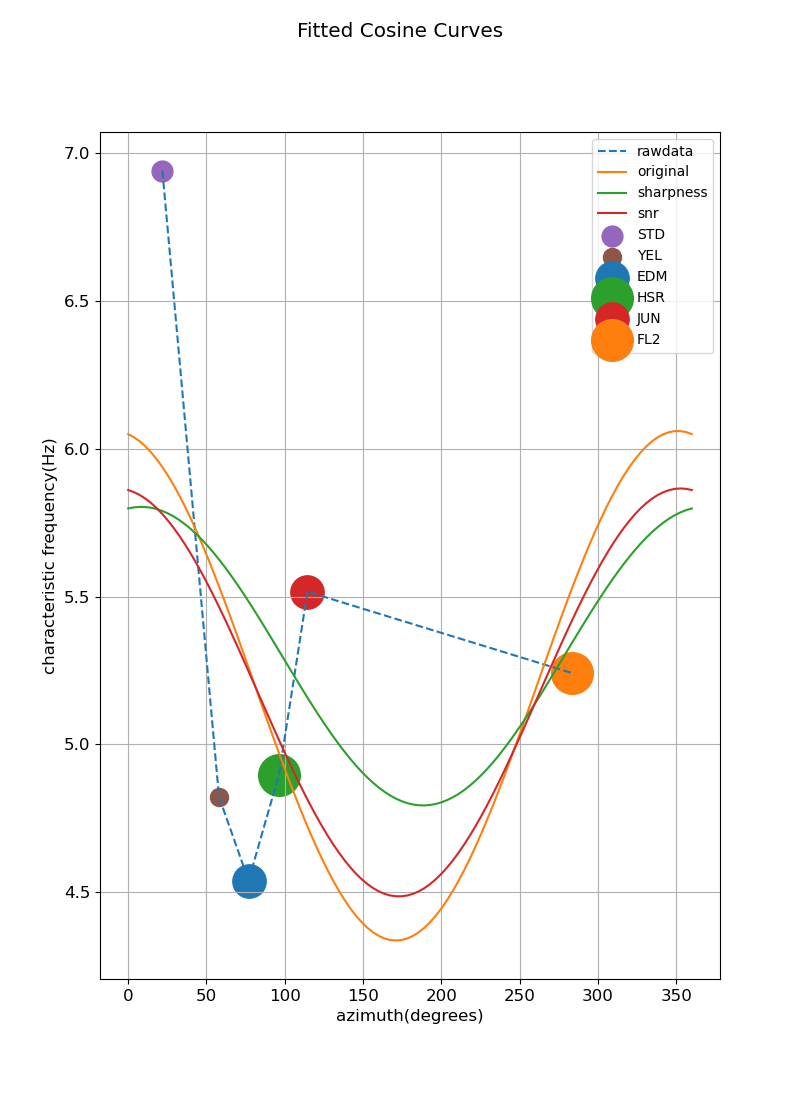 Fitted Cosine Curves
7.0
6.5
6.0
5.5
5.0
4.5
characteristic frequency(Hz)
0 50 100 150 200 250 300 350
azimuth(degrees)
rawdata
original
sharpness
snr
STD
YEL
EDM
HSR
JUN
FL2